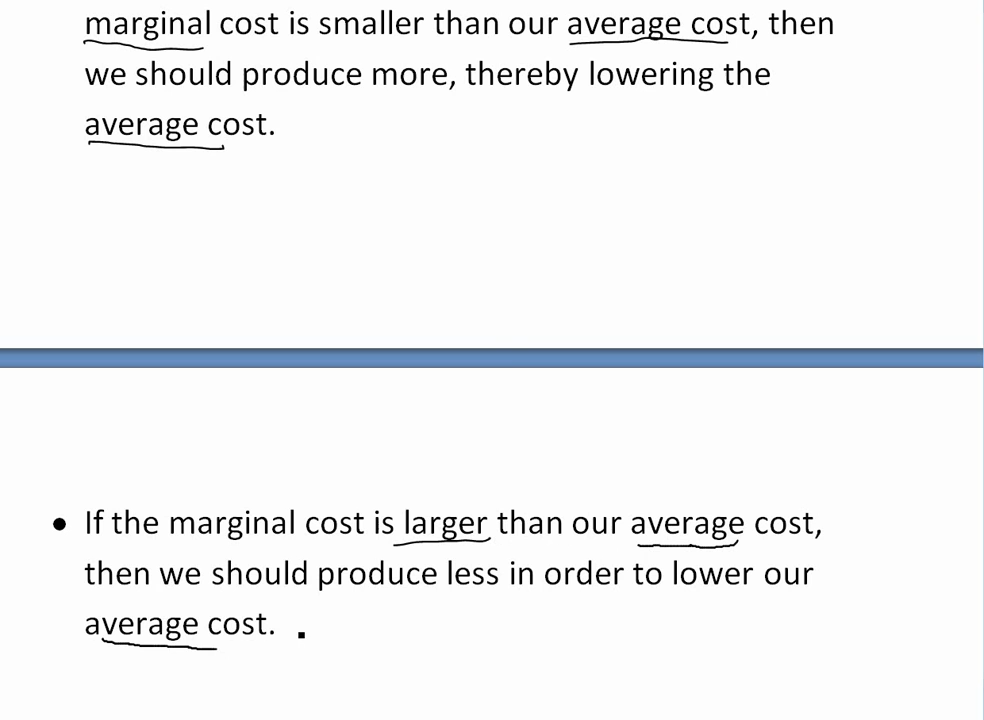 marginal cost is smaller than our average cost, then
we should produce more, thereby lowering the
average cost.
• If the marginal cost is larger than our average cost,
then we should produce less in order to lower our
average cost.